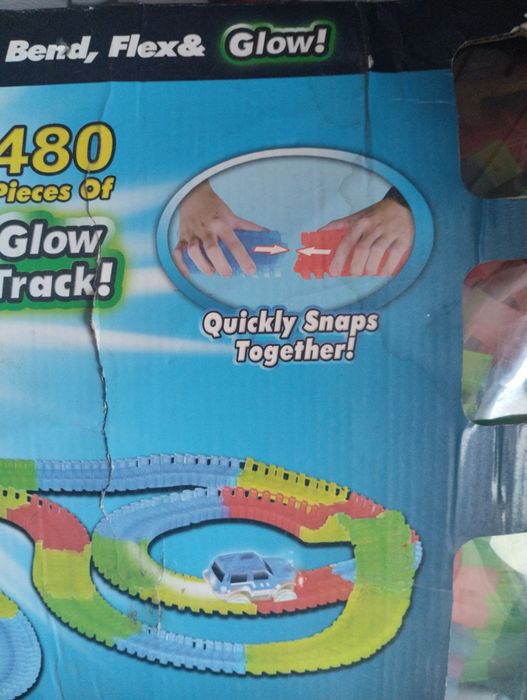 Bend, Flex& Glow!
480
Pieces Of
Glow
Track!
Quickly Snaps
Together!